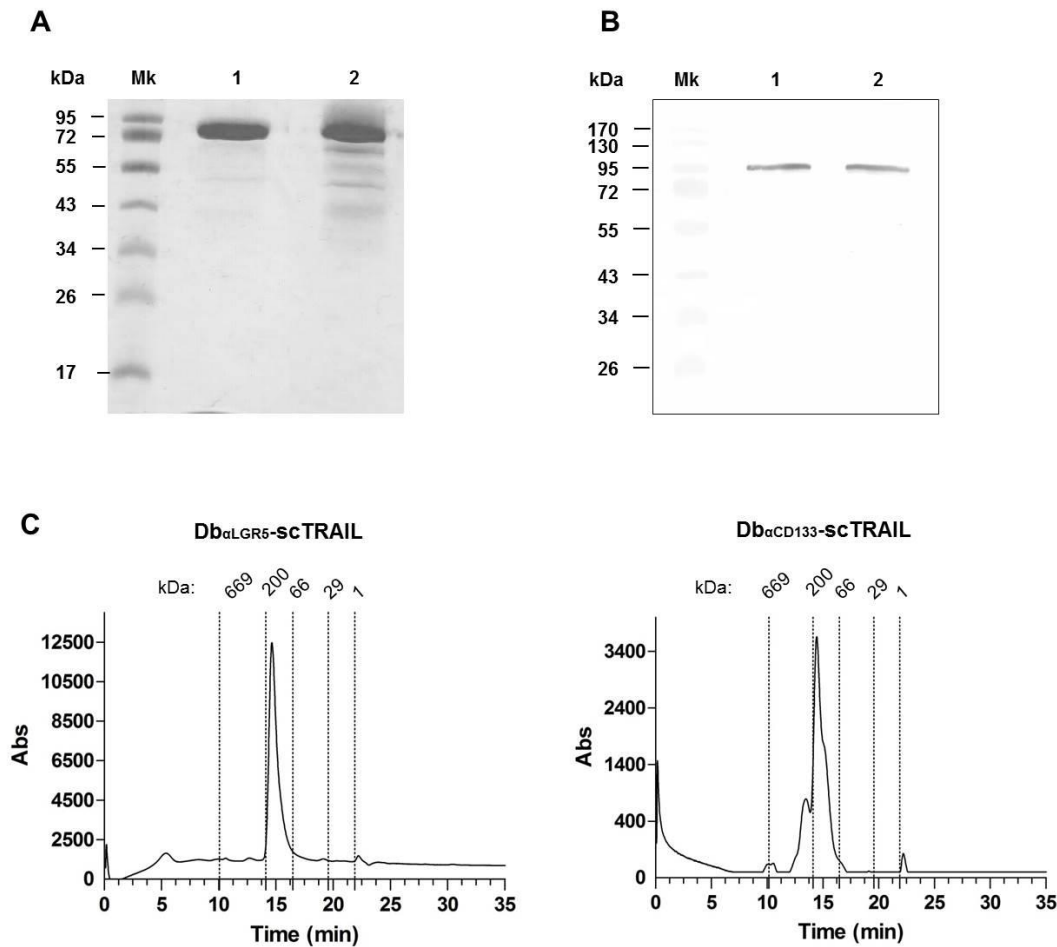 A
kDa Mk 1 2
95
72
55
43
34
26
17
B
kDa Mk 1 2
170
130
95
72
55
43
34
26
C
DbαLGR5-scTRAIL
kDa: 669 200 66 29 1
12500
10500
8500
6500
4500
2500
0
Abs
0 5 10 15 20 25 30 35
Time (min)
DbαCD133-scTRAIL
kDa: 669 200 66 29 1
3400
2400
1400
400
0
Abs
0 5 10 15 20 25 30 35
Time (min)